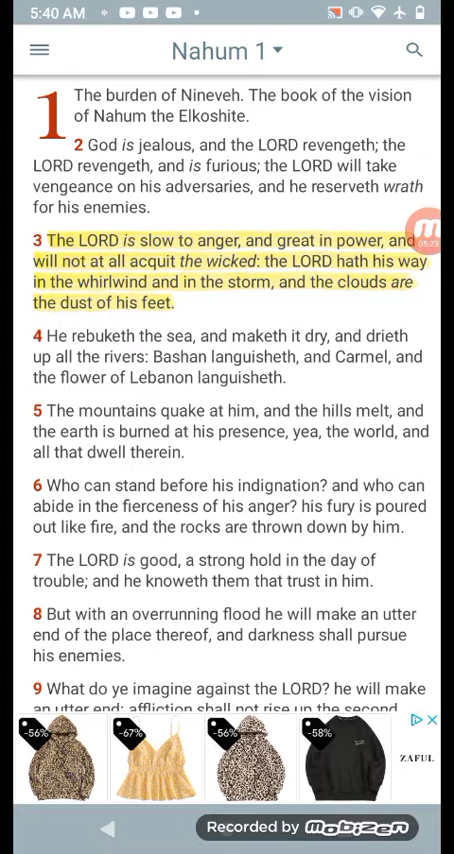 5:40 AM
Nahum 1
1 The burden of Nineveh. The book of the vision
of Nahum the Elkoshite.
2 God is jealous, and the LORD revengeth; the
LORD revengeth, and is furious; the LORD will take
vengeance on his adversaries, and he reserveth wrath
for his enemies.
3 The LORD is slow to anger, and great in power, and
will not at all acquit the wicked: the LORD hath his way
in the whirlwind and in the storm, and the clouds are
the dust of his feet.
05:23
4 He rebuketh the sea, and maketh it dry, and drieth
up all the rivers: Bashan languisheth, and Carmel, and
the flower of Lebanon languisheth.
5 The mountains quake at him, and the hills melt, and
the earth is burned at his presence, yea, the world, and
all that dwell therein.
6 Who can stand before his indignation? and who can
abide in the fierceness of his anger? his fury is poured
out like fire, and the rocks are thrown down by him.
7 The LORD is good, a strong hold in the day of
trouble; and he knoweth them that trust in him.
8 But with an overrunning flood he will make an utter
end of the place thereof, and darkness shall pursue
his enemies.
9 What do ye imagine against the LORD? he will make
an utter end: affliction shall not rise up the second
-56% -67% -56% -58%
ZAFUL
Recorded by Mobizen